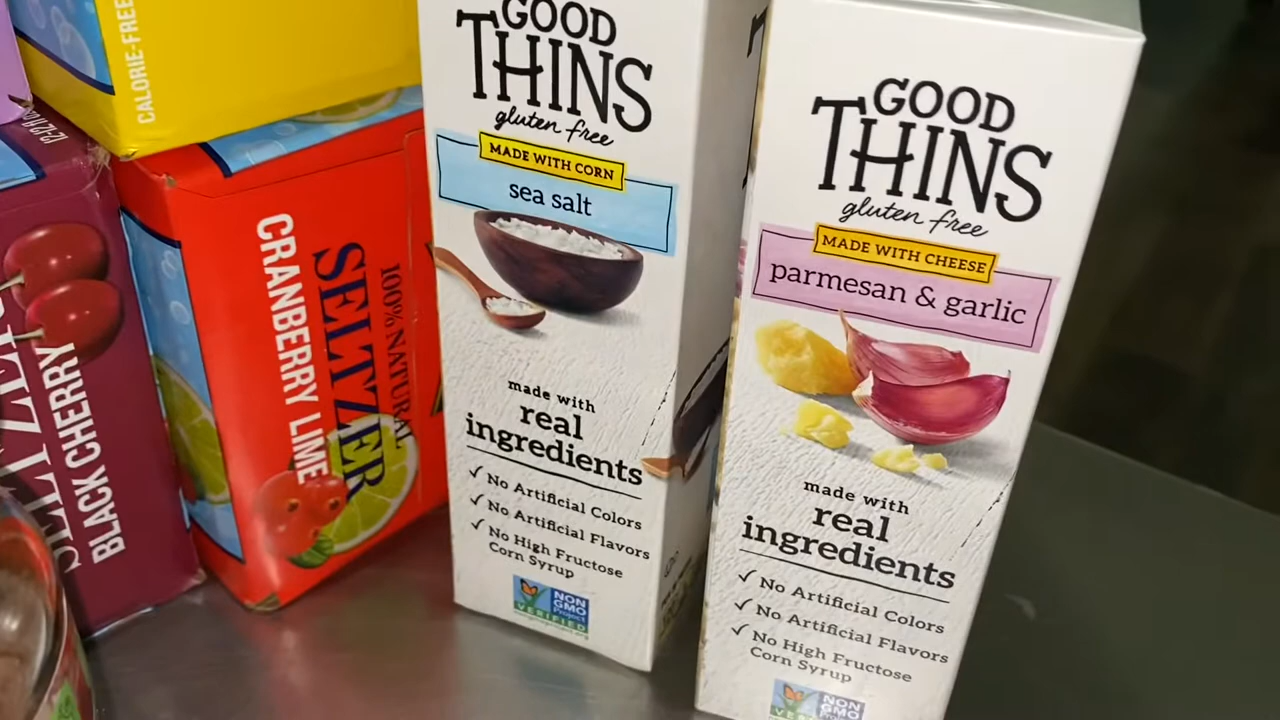 CALORIE-FREE
BLACK CHERRY
100% NATURAL
SELTZER
CRANBERRY LIME
GOOD
THINS
gluten free
MADE WITH CORN
sea salt
made with
real
ingredients
✓ No Artificial Colors
✓ No Artificial Flavors
✓ No High Fructose
Corn Syrup
NON
GMO
Project
VERIFIED
GOOD
THINS
gluten free
MADE WITH CHEESE
parmesan & garlic
made with
real
ingredients
✓ No Artificial Colors
✓ No Artificial Flavors
✓ No High Fructose
Corn Syrup
NON
GMO